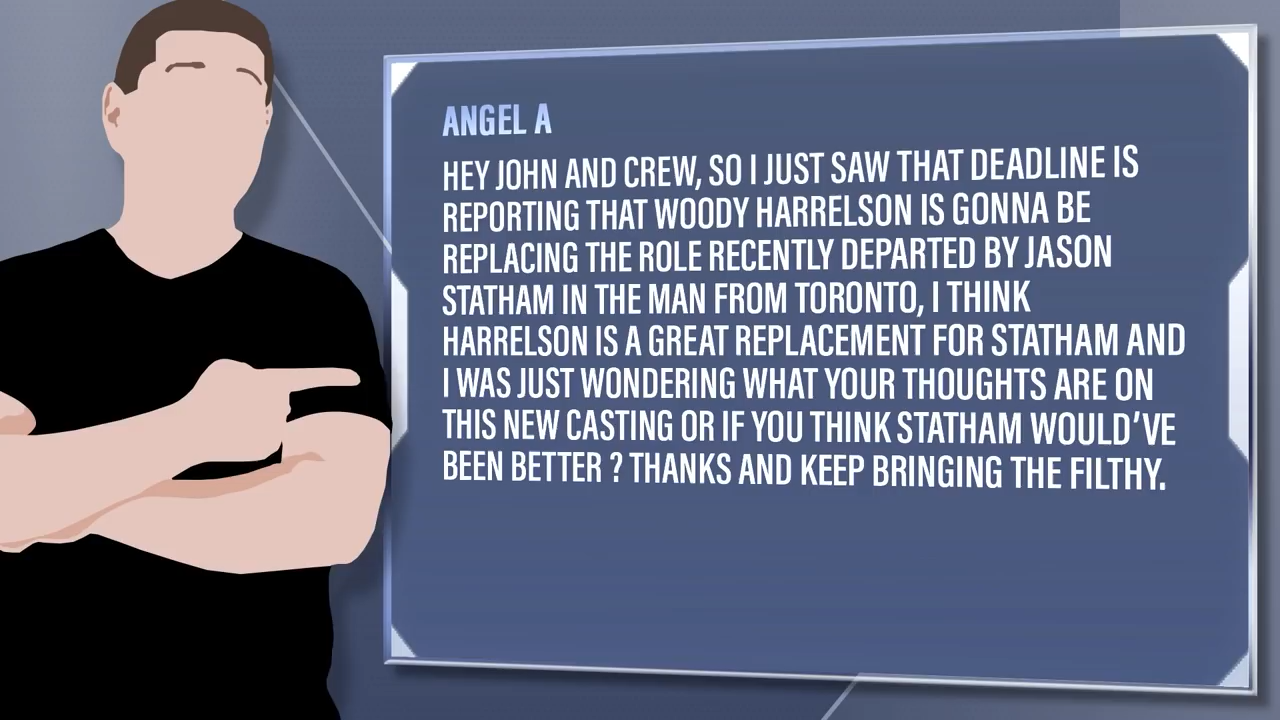 ANGEL A
HEY JOHN AND CREW, SO I JUST SAW THAT DEADLINE IS
REPORTING THAT WOODY HARRELSON IS GONNA BE
REPLACING THE ROLE RECENTLY DEPARTED BY JASON
STATHAM IN THE MAN FROM TORONTO, I THINK
HARRELSON IS A GREAT REPLACEMENT FOR STATHAM AND
I WAS JUST WONDERING WHAT YOUR THOUGHTS ARE ON
THIS NEW CASTING OR IF YOU THINK STATHAM WOULD'VE
BEEN BETTER ? THANKS AND KEEP BRINGING THE FILTHY.